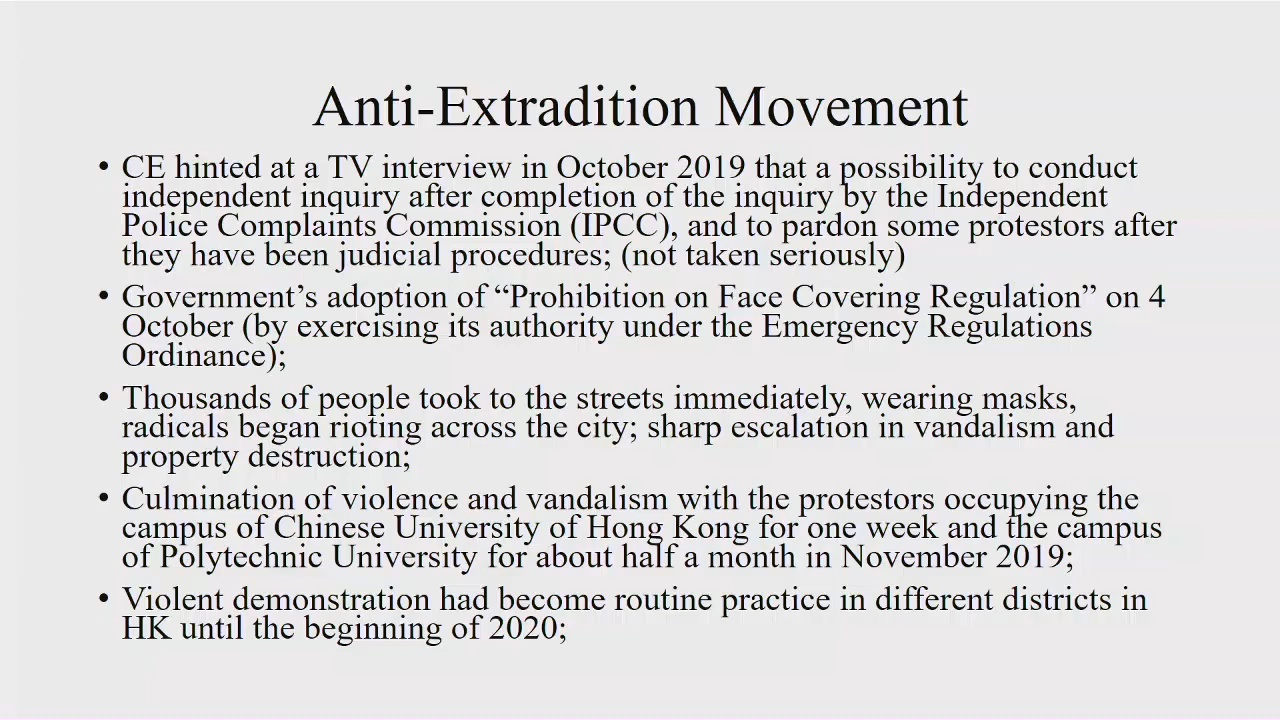 Anti-Extradition Movement
• CE hinted at a TV interview in October 2019 that a possibility to conduct
independent inquiry after completion of the inquiry by the Independent
Police Complaints Commission (IPCC), and to pardon some protestors after
they have been judicial procedures; (not taken seriously)
• Government’s adoption of “Prohibition on Face Covering Regulation” on 4
October (by exercising its authority under the Emergency Regulations
Ordinance);
• Thousands of people took to the streets immediately, wearing masks,
radicals began rioting across the city; sharp escalation in vandalism and
property destruction;
• Culmination of violence and vandalism with the protestors occupying the
campus of Chinese University of Hong Kong for one week and the campus
of Polytechnic University for about half a month in November 2019;
• Violent demonstration had become routine practice in different districts in
HK until the beginning of 2020;